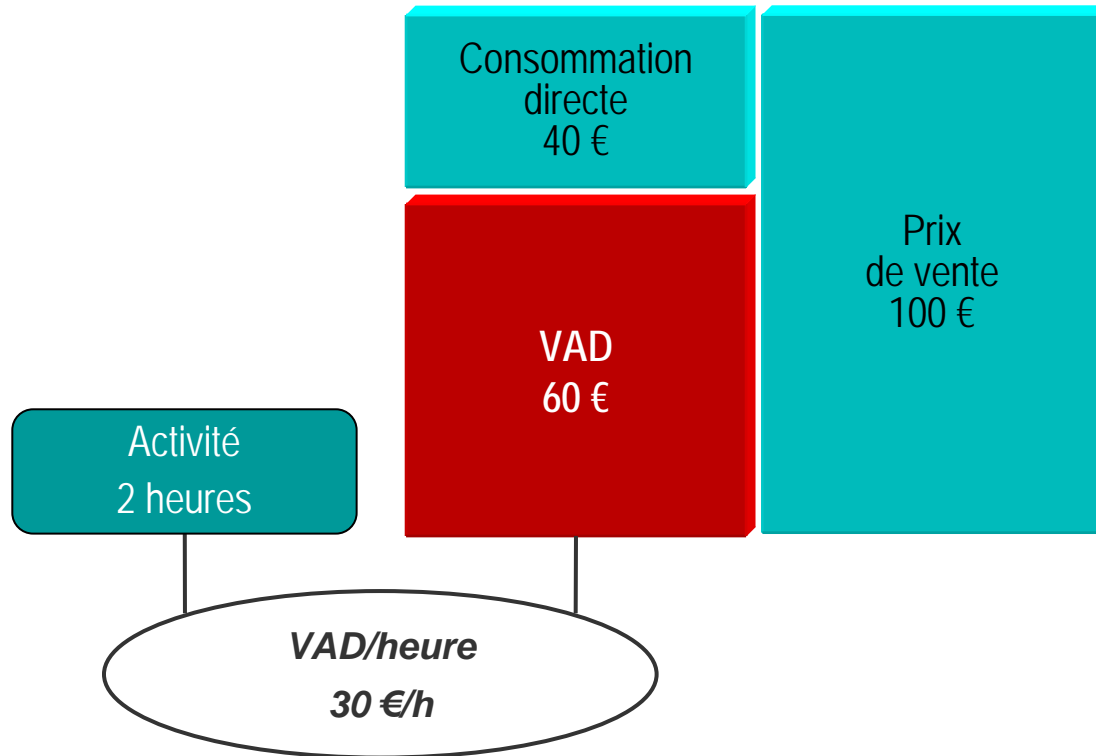 Consommation
directe
40 €
Prix
de vente
100 €
VAD
60 €
Activité
2 heures
VAD/heure
30 €/h